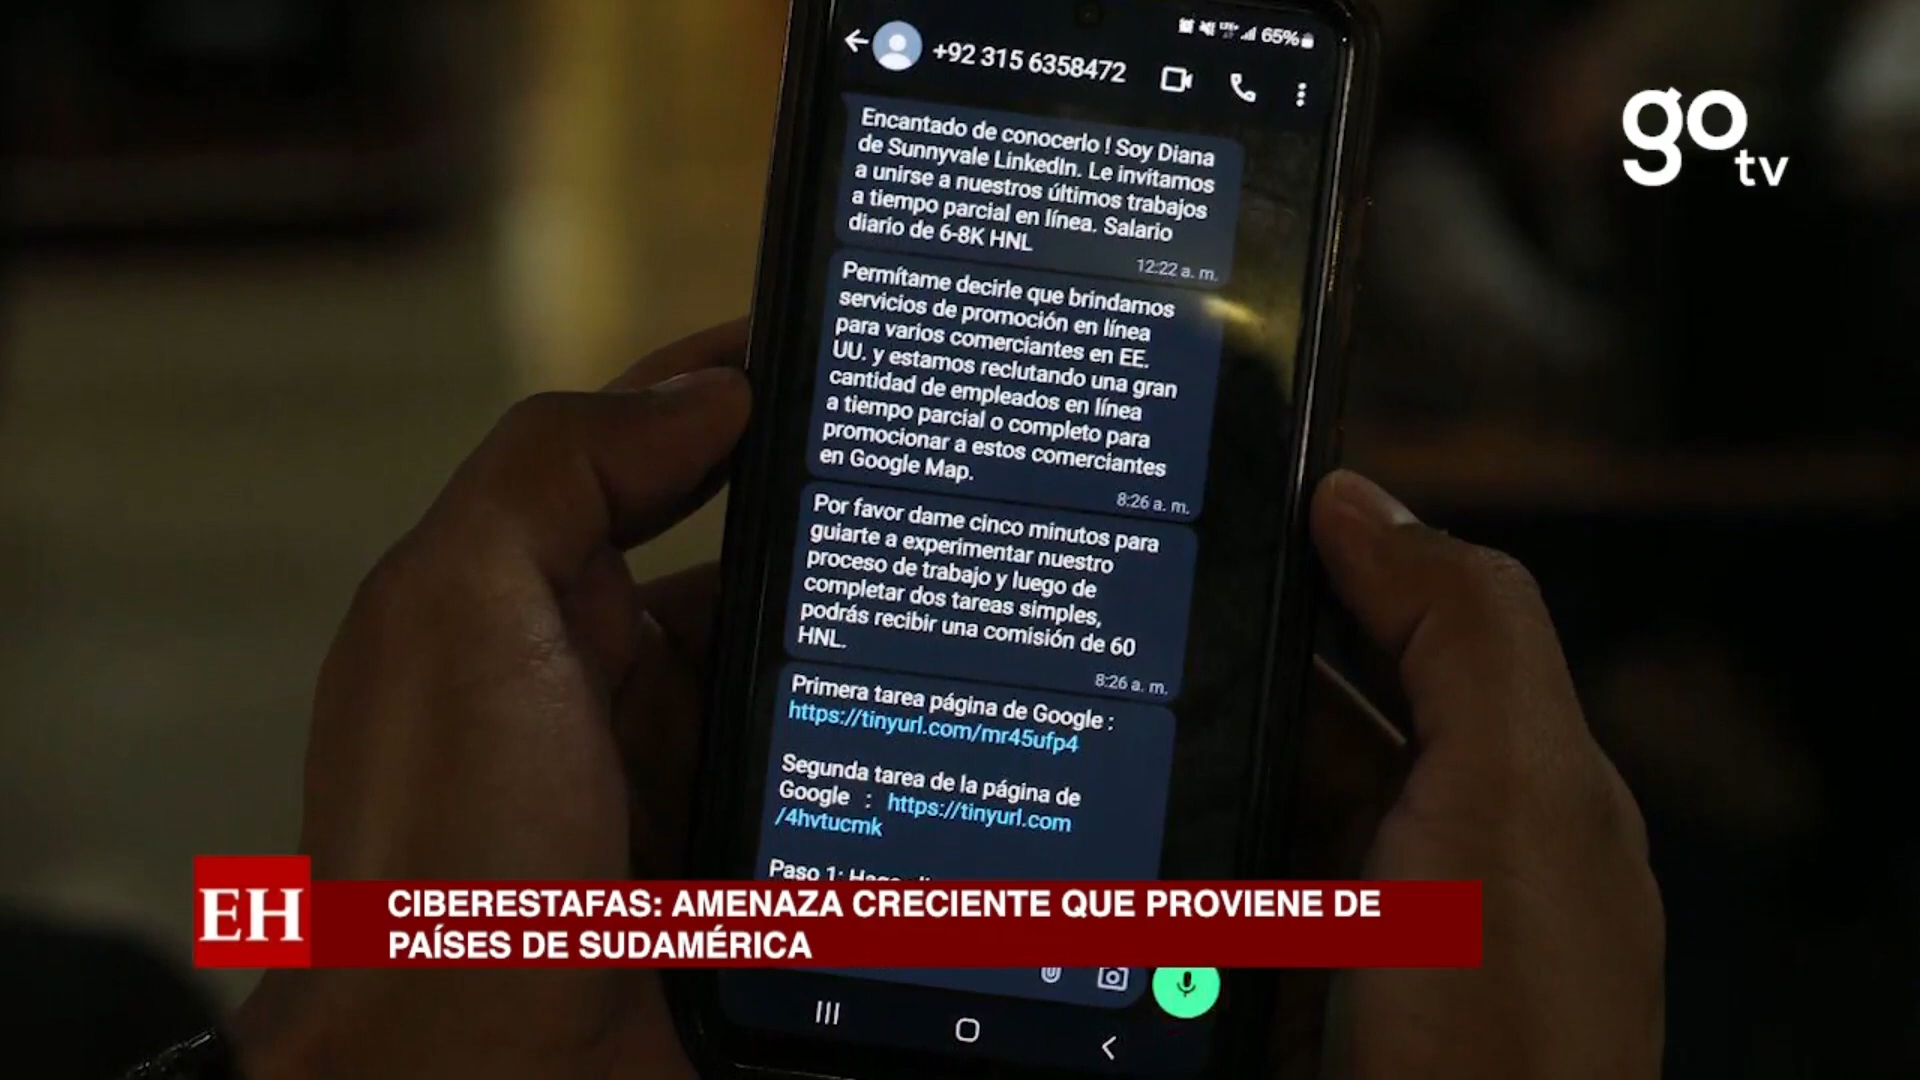 65%
+92 315 6358472
go
tv
Encantado de conocerlo ! Soy Diana
de Sunnyvale LinkedIn. Le invitamos
a unirse a nuestros últimos trabajos
a tiempo parcial en línea. Salario
diario de 6-8K HNL
12:22 a. m.
Permítame decirle que brindamos
servicios de promoción en línea
para varios comerciantes en EE.
UU. y estamos reclutando una gran
cantidad de empleados en línea
a tiempo parcial o completo para
promocionar a estos comerciantes
en Google Map.
8:26 a. m.
Por favor dame cinco minutos para
guiarte a experimentar nuestro
proceso de trabajo y luego de
completar dos tareas simples,
podrás recibir una comisión de 60
HNL.
8:26 a. m.
Primera tarea página de Google :
https://tinyurl.com/mr45ufp4
Segunda tarea de la página de
Google : https://tinyurl.com
/4hvtucmk
Paso 1:
EH
CIBERESTAFAS: AMENAZA CRECIENTE QUE PROVIENE DE
PAÍSES DE SUDAMÉRICA